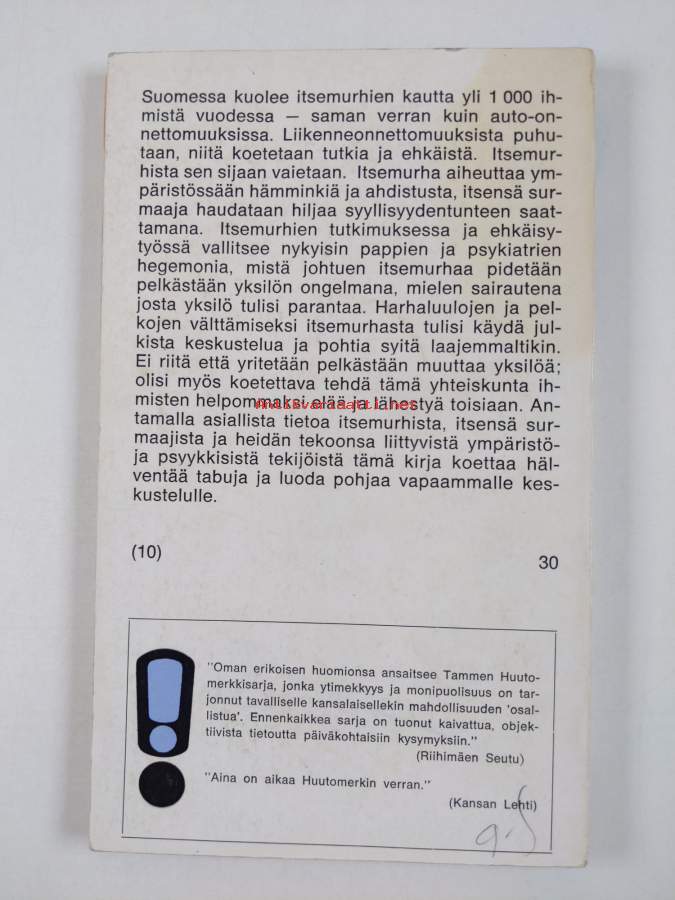 Suomessa kuolee itsemurhien kautta yli 1 000 ih-
mistä vuodessa — saman verran kuin auto-on-
nettomuuksissa. Liikenneonnettomuuksista puhu-
taan, niitä koetetaan tutkia ja ehkäistä. Itsemur-
hista sen sijaan vaietaan. Itsemurha aiheuttaa ym-
päristössään hämminkiä ja ahdistusta, itsensä sur-
maaja haudataan hiljaa syyllisyydentunteen saat-
tamana. Itsemurhien tutkimuksessa ja ehkäisy-
työssä vallitsee nykyisin pappien ja psykiatrien
hegemonia, mistä johtuen itsemurhaa pidetään
pelkästään yksilön ongelmana, mielen sairautena
josta yksilö tulisi parantaa. Harhaluulojen ja pel-
kojen välttämiseksi itsemurhasta tulisi käydä jul-
kista keskustelua ja pohtia syitä laajemmaltikin.
Ei riitä että yritetään pelkästään muuttaa yksilöä;
olisi myös koetettava tehdä tämä yhteiskunta ih-
misten helpommaksi elää ja lähestyä toisiaan. An-
antikvariaatti.net
tamalla asiallista tietoa itsemurhista, itsensä sur-
maajista ja heidän tekoonsa liittyvistä ympäristö-
ja psyykkisistä tekijöistä tämä kirja koettaa häl-
ventää tabuja ja luoda pohjaa vapaammalle kes-
kustelulle.
(10)
30
"Oman erikoisen huomionsa ansaitsee Tammen Huuto-
merkkisarja, jonka ytimekkyys ja monipuolisuus on tar-
jonnut tavalliselle kansalaisellekin mahdollisuuden 'osal-
listua'. Ennenkaikkea sarja on tuonut kaivattua, objek-
tiivista tietoutta päiväkohtaisiin kysymyksiin."
(Riihimäen Seutu)
"Aina on aikaa Huutomerkin verran."
(Kansan Lehti)